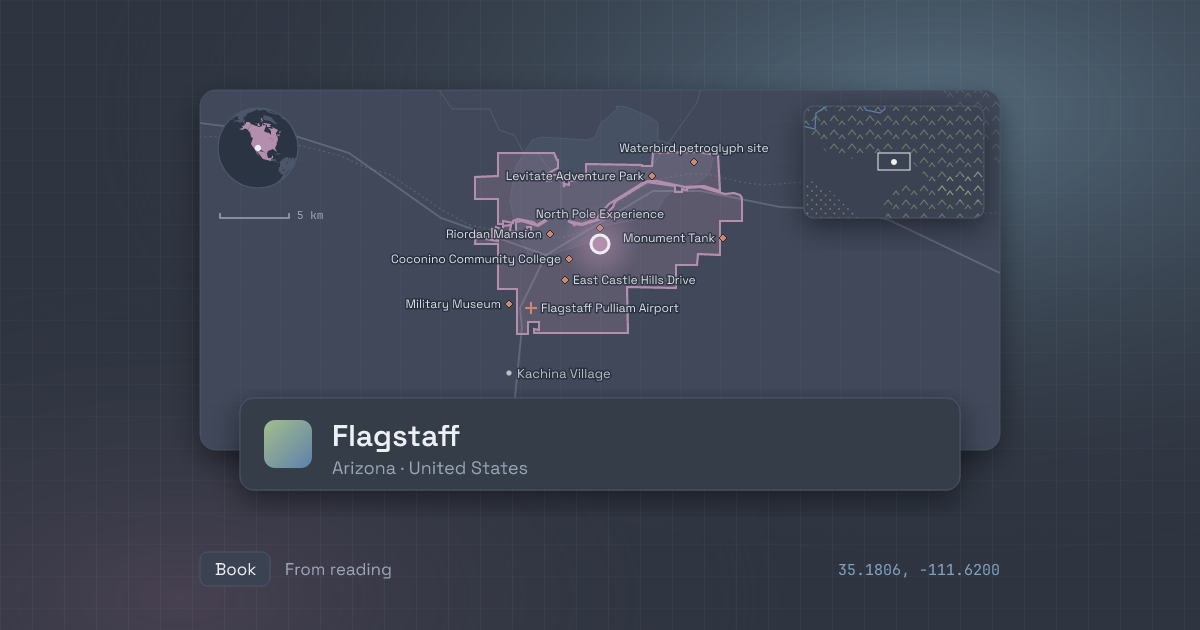 5 km
Waterbird petroglyph site
Levitate Adventure Park
North Pole Experience
Riordan Mansion
Monument Tank
Coconino Community College
East Castle Hills Drive
Military Museum
Flagstaff Pulliam Airport
Kachina Village
Flagstaff
Arizona · United States
Book
From reading
35.1806, -111.6200